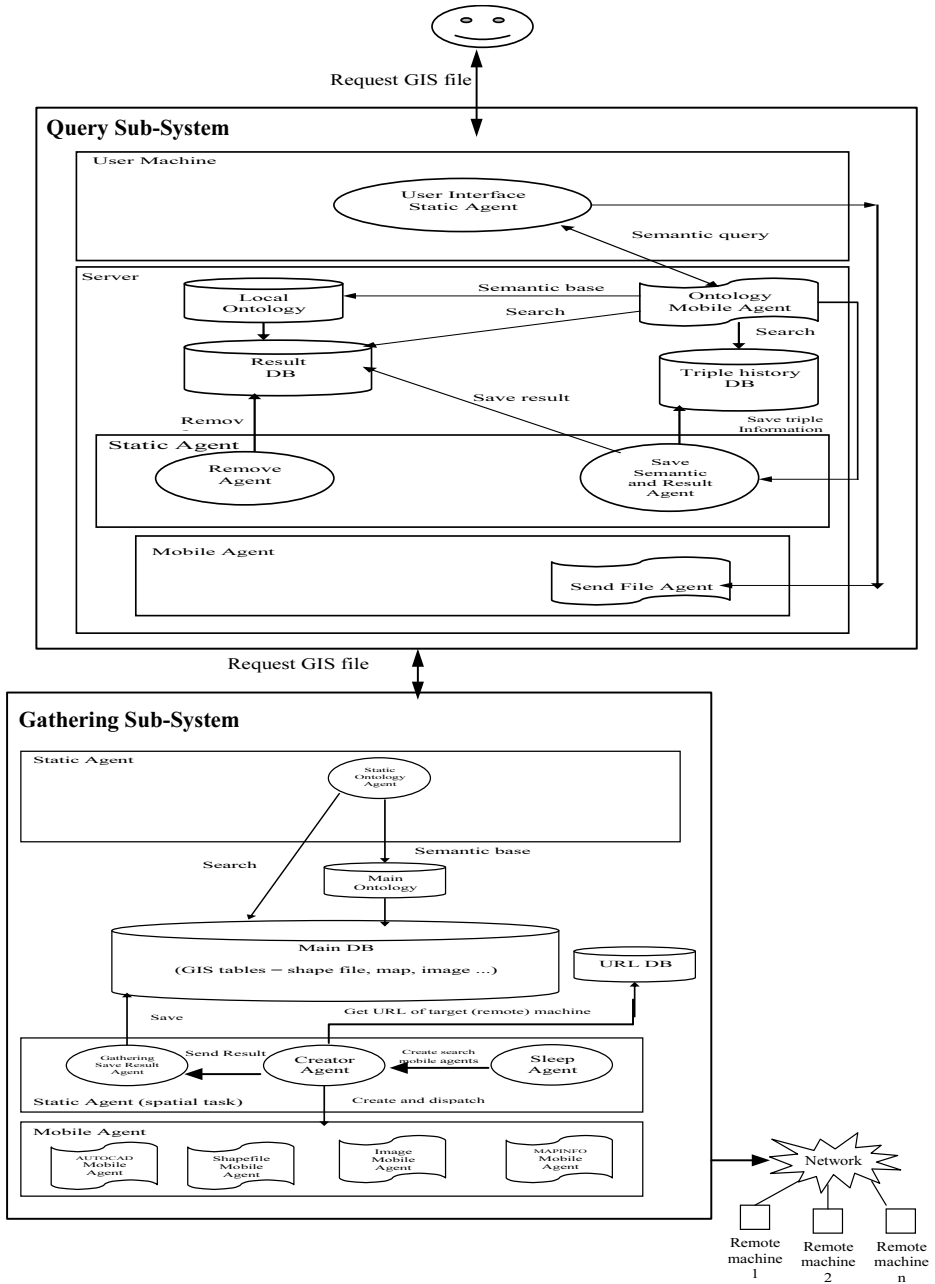 Request GIS file
Query Sub-System
User Machine
User Interface
Static Agent
Semantic query
Server
Local
Ontology
Semantic base
Ontology
Mobile Agent
Search
Search
Result
DB
Triple history
DB
Save result
Remov
Save triple
Information
Static Agent
Remove
Agent
Save
Semantic
and Result
Agent
Mobile Agent
Send File Agent
Request GIS file
Gathering Sub-System
Static Agent
Static
Ontology
Agent
Search
Semantic base
Main
Ontology
Main DB
(GIS tables – shape file, map, image ...)
URL DB
Save
Get URL of target (remote) machine
Gathering
Save Result
Agent
Send Result
Creator
Agent
Create search
mobile agents
Sleep
Agent
Static Agent (spatial task)
Create and dispatch
Mobile Agent
AUTOCAD
Mobile
Agent
Shapefile
Mobile
Agent
Image
Mobile
Agent
MAPINFO
Mobile
Agent
Network
Remote
machine
1
Remote
machine
2
Remote
machine
n